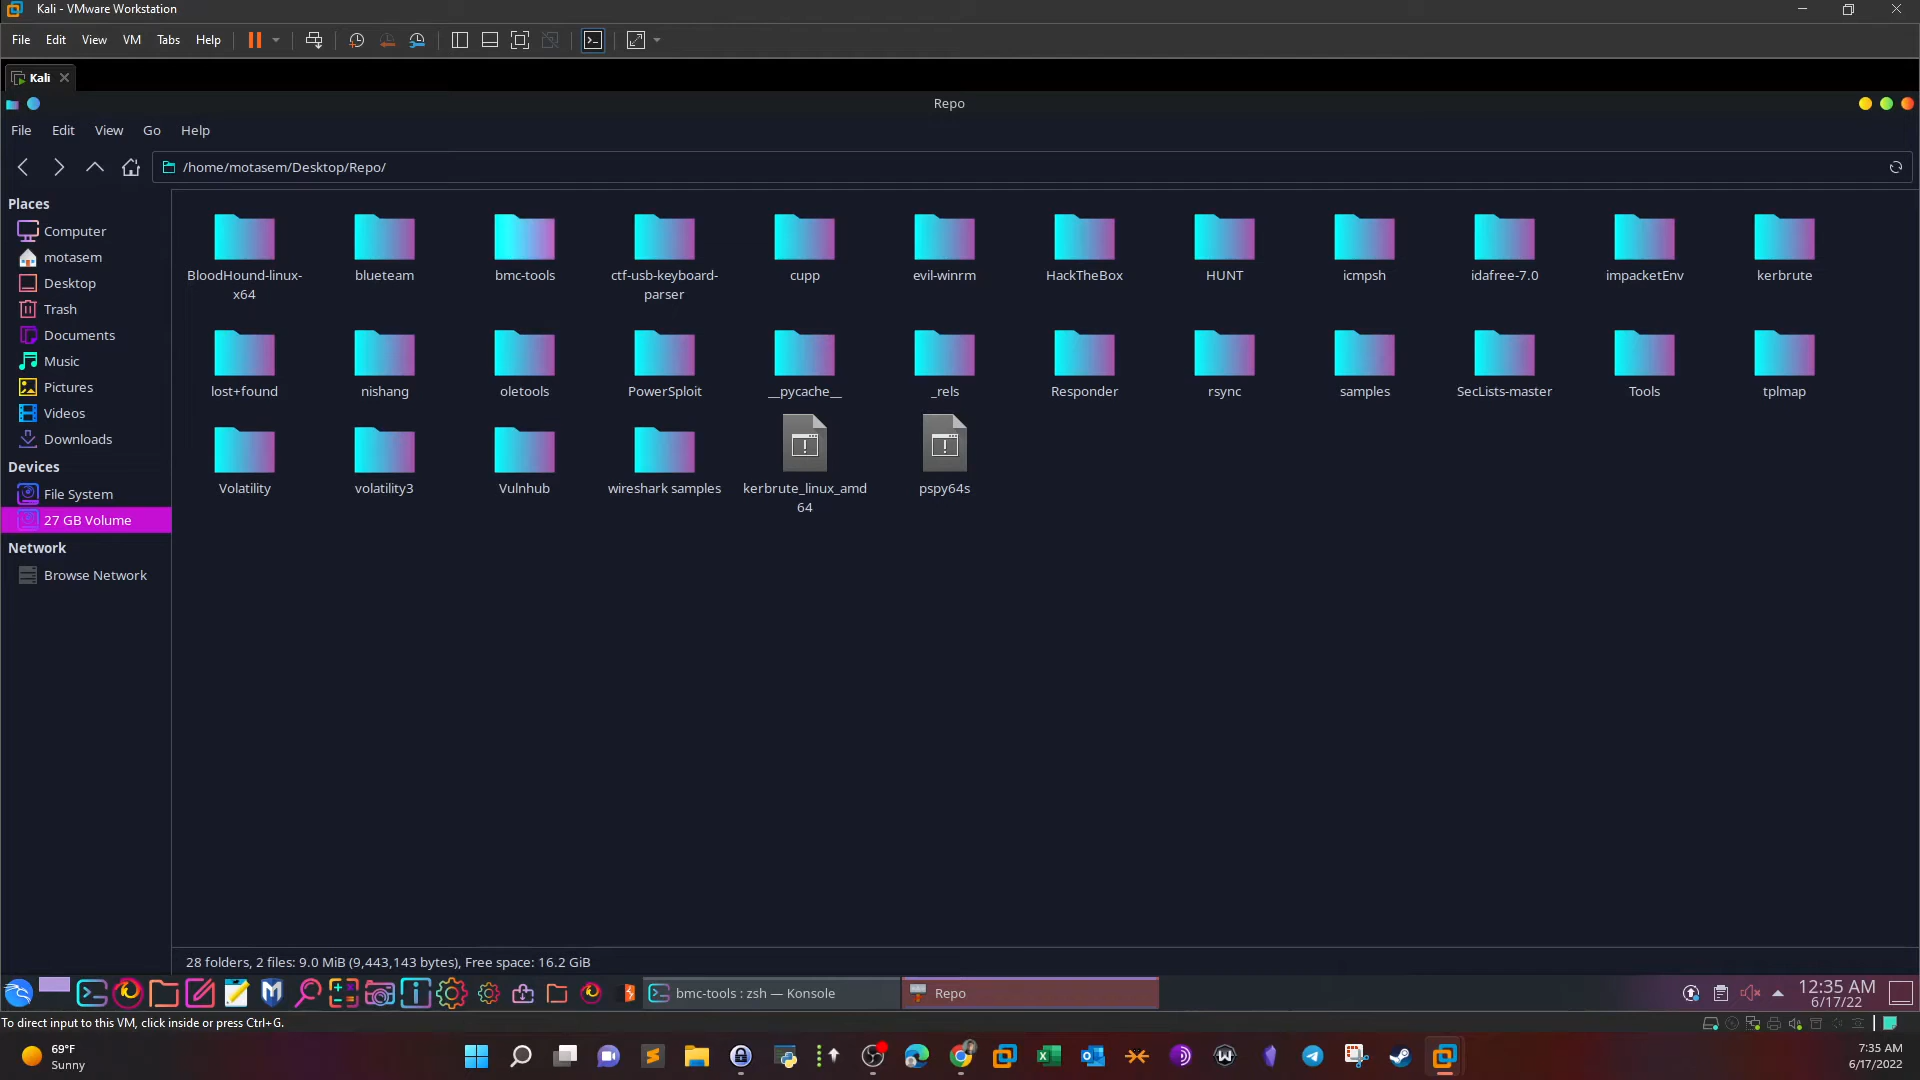 Kali - VMware Workstation
File Edit View VM Tabs Help
Kali
Repo
File Edit View Go Help
/home/motasem/Desktop/Repo/
Places
Computer
motasem
Desktop
Trash
Documents
Music
Pictures
Videos
Downloads
Devices
File System
27 GB Volume
Network
Browse Network
BloodHound-linux-
x64
blueteam
bmc-tools
ctf-usb-keyboard-
parser
cupp
evil-winrm
HackTheBox
HUNT
icmpsh
idafree-7.0
impacketEnv
kerbrute
lost+found
nishang
oletools
PowerSploit
__pycache__
_rels
Responder
rsync
samples
SecLists-master
Tools
tplmap
Volatility
volatility3
Vulnhub
wireshark samples
kerbrute_linux_amd
64
pspy64s
28 folders, 2 files: 9.0 MiB (9,443,143 bytes), Free space: 16.2 GiB
bmc-tools : zsh — Konsole
Repo
12:35 AM
6/17/22
To direct input to this VM, click inside or press Ctrl+G.
69°F
Sunny
7:35 AM
6/17/2022